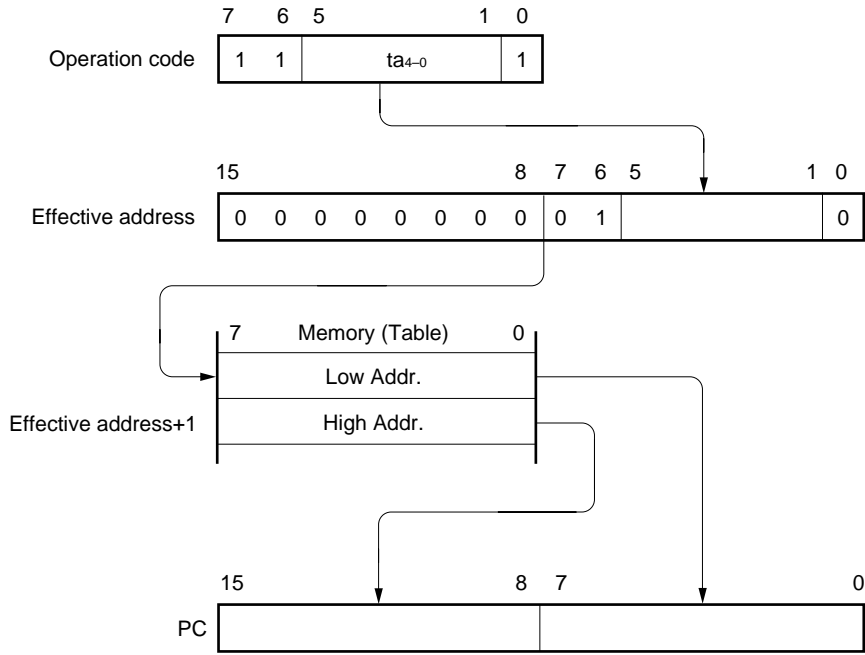 7 6 5 1 0
Operation code 1 1 ta4–0 1
15 8 7 6 5 1 0
Effective address 0 0 0 0 0 0 0 0 0 1 0
7 Memory (Table) 0
Low Addr.
Effective address+1 High Addr.
15 8 7 0
PC